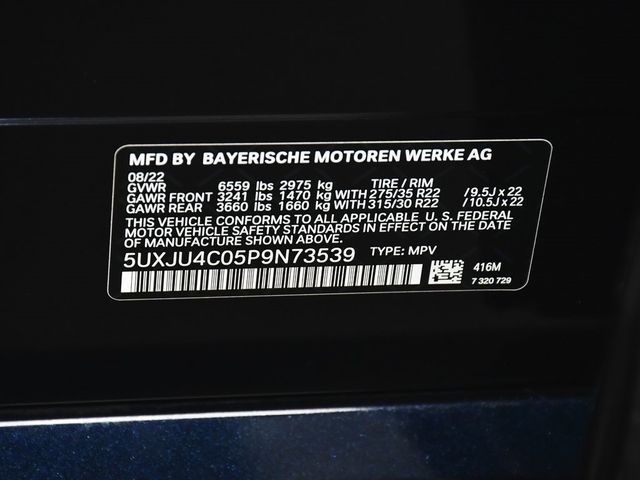 MFD BY BAYERISCHE MOTOREN WERKE AG
08/22
GVWR 6559 lbs 2975 kg TIRE / RIM
GAWR FRONT 3241 lbs 1470 kg WITH 275/35 R22 /9.5J x 22
GAWR REAR 3660 lbs 1660 kg WITH 315/30 R22 /10.5J x 22
THIS VEHICLE CONFORMS TO ALL APPLICABLE U. S. FEDERAL
MOTOR VEHICLE SAFETY STANDARDS IN EFFECT ON THE DATE
OF MANUFACTURE SHOWN ABOVE.
5UXJU4C05P9N73539 TYPE: MPV
416M
7 320 729